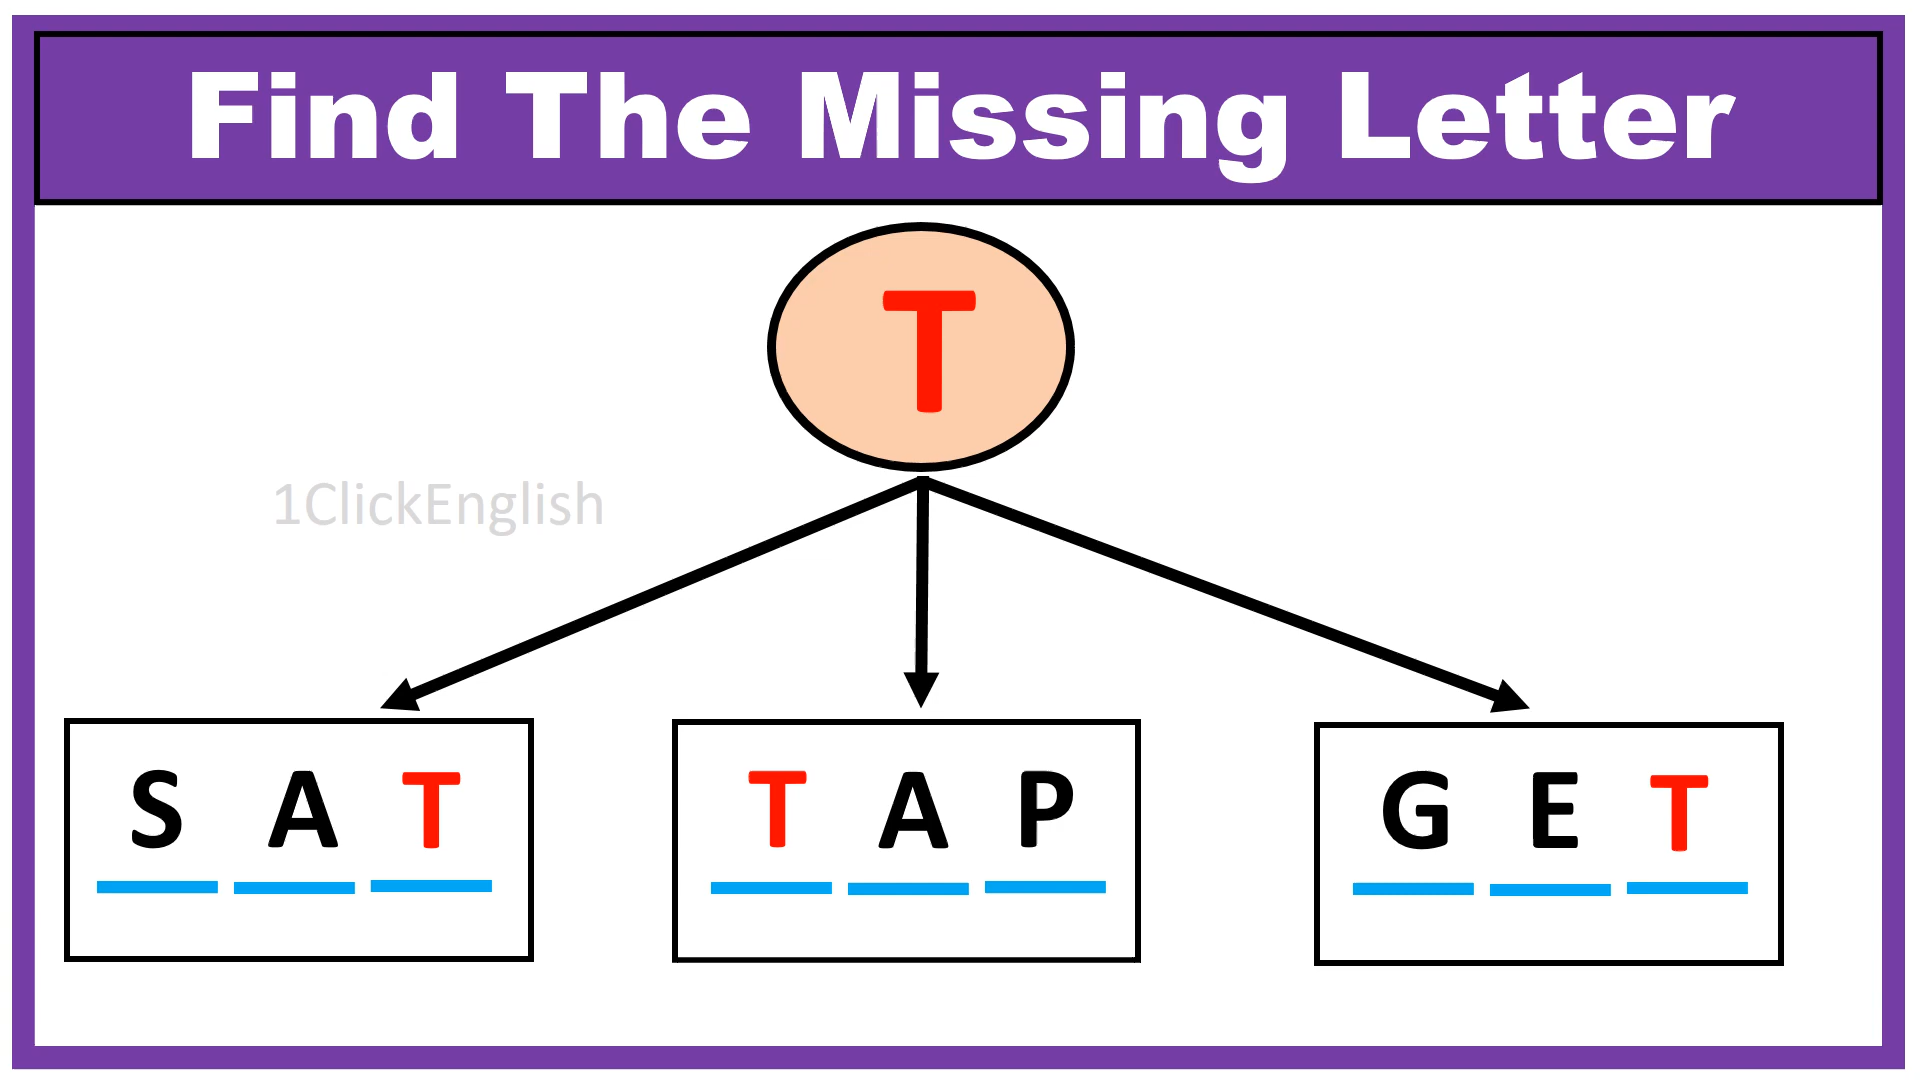 Find The Missing Letter
T
1ClickEnglish
S A T
T A P
G E T